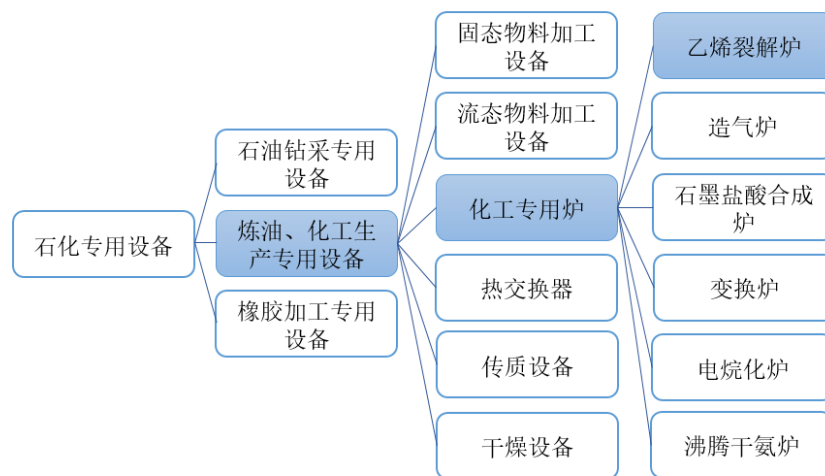 石化专用设备
石油钻采专用
设备
炼油、化工生
产专用设备
橡胶加工专用
设备
固态物料加工
设备
流态物料加工
设备
化工专用炉
热交换器
传质设备
干燥设备
乙烯裂解炉
造气炉
石墨盐酸合成
炉
变换炉
电烷化炉
沸腾干氨炉